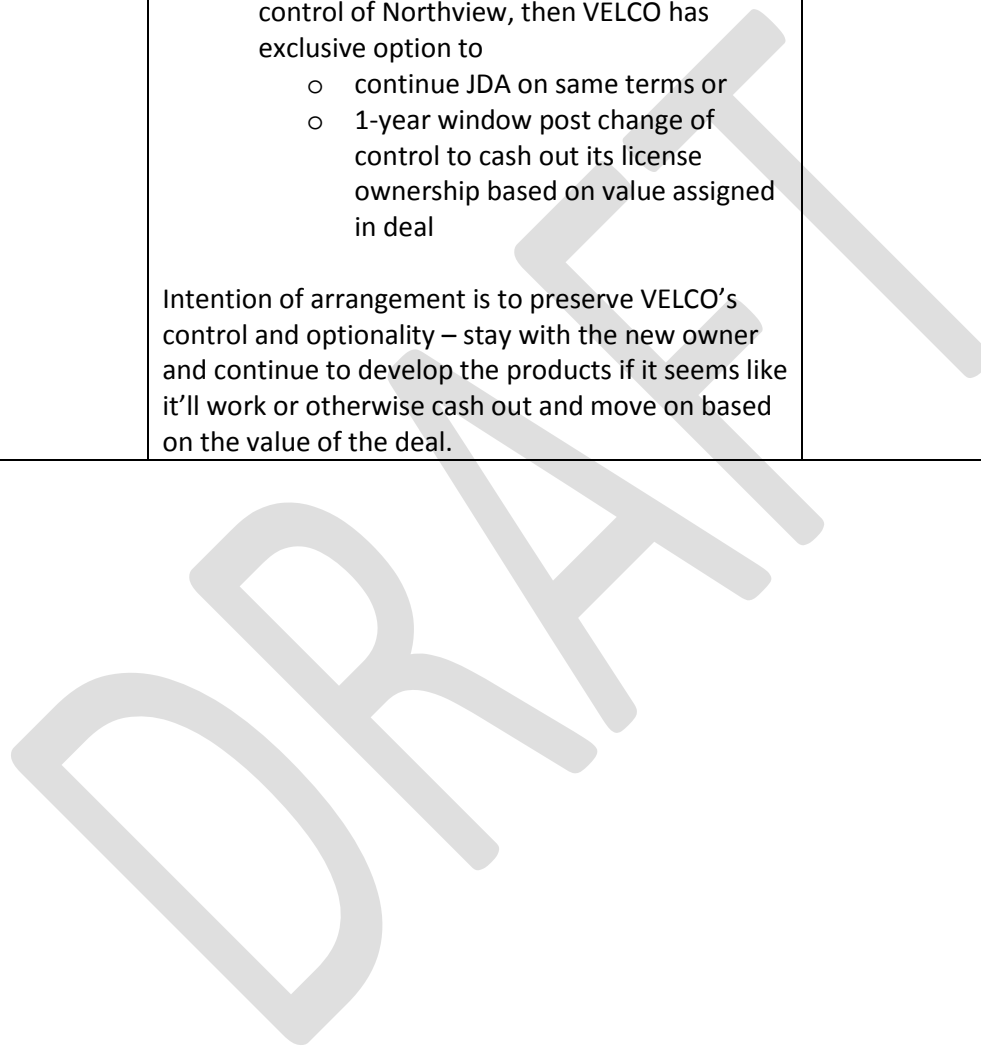 control of Northview, then VELCO has
exclusive option to
o continue JDA on same terms or
o 1-year window post change of
control to cash out its license
ownership based on value assigned
in deal
Intention of arrangement is to preserve VELCO’s
control and optionality – stay with the new owner
and continue to develop the products if it seems like
it’ll work or otherwise cash out and move on based
on the value of the deal.
DRAFT